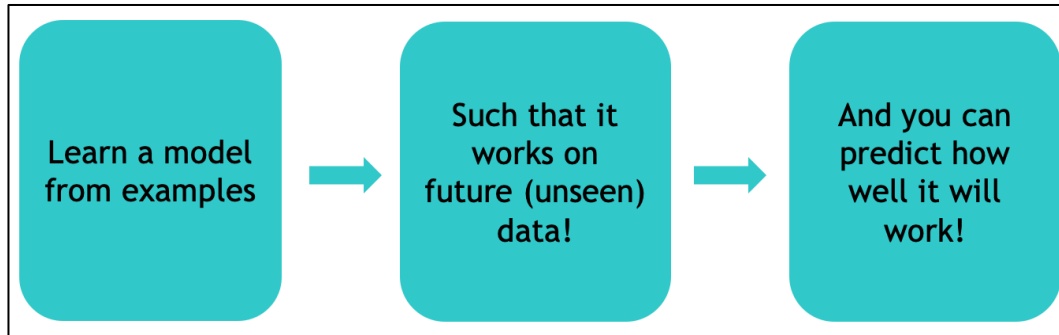 Learn a model
from examples
Such that it
works on
future (unseen)
data!
And you can
predict how
well it will
work!